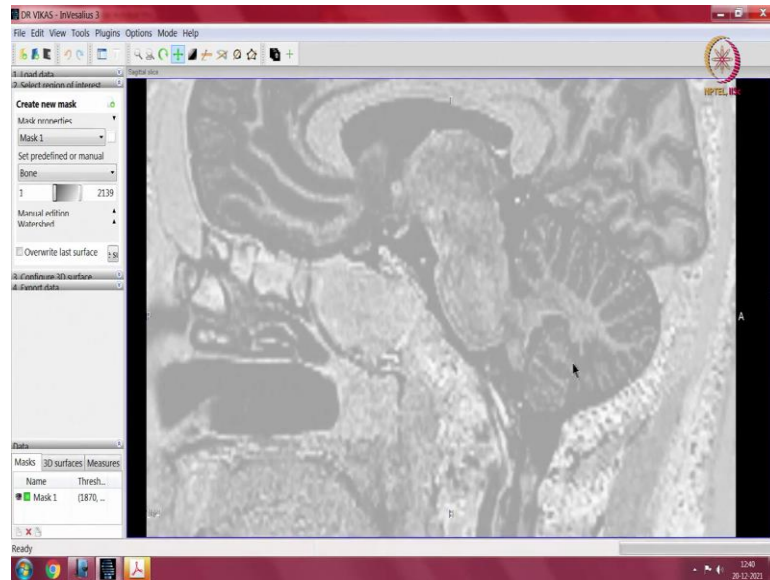 DR VIKAS - InVesalius 3
File Edit View Tools Plugins Options Mode Help
1. Load data
Sagital slice
2. Select region of interest
NPTEL, IISc
Create new mask
Mask properties
Mask 1
Set predefined or manual
Bone
1 2139
Manual edition
Watershed
Overwrite last surface
3. Configure 3D surface
4. Export data
A
Data
Masks 3D surfaces Measures
Name Thresh..
Mask 1 (1870, ...
Ready
12:40
20-12-2021